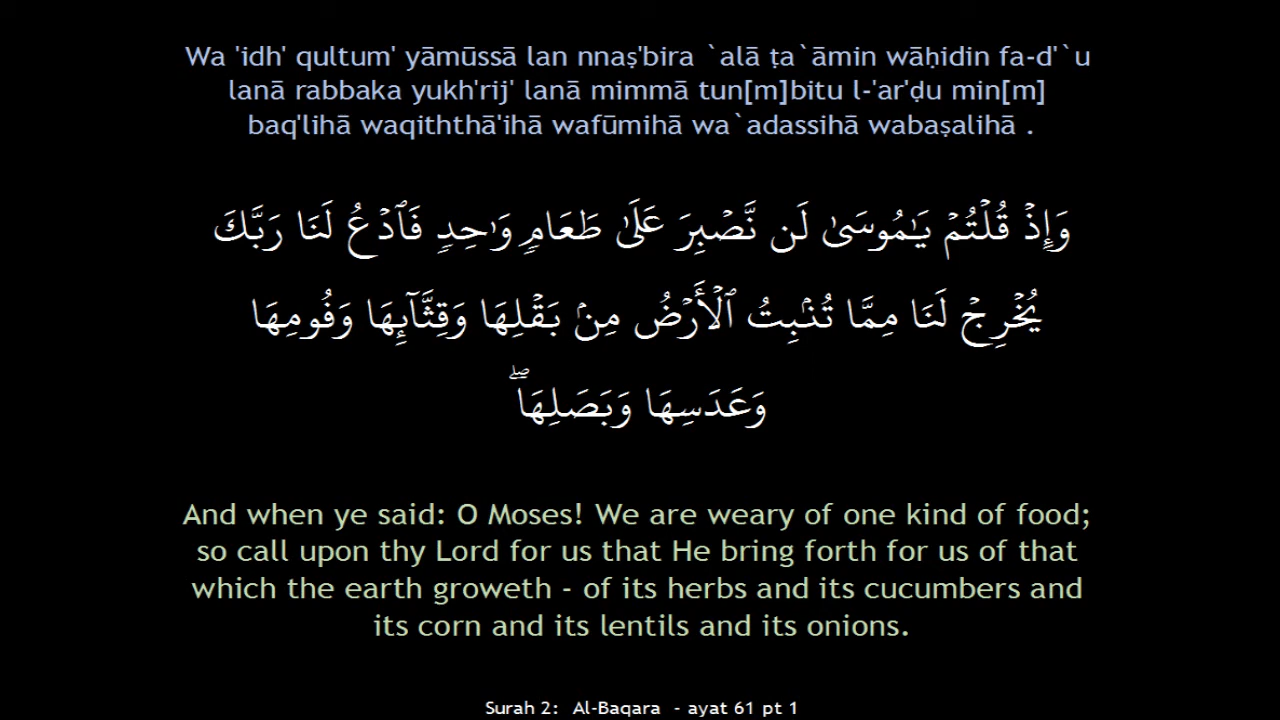 Wa 'idh' qultum' yāmūssā lan nnaṣ'bira `alā ṭa`āmin wāḥidin fa-d'`u
lanā rabbaka yukh'rij' lanā mimmā tun[m]bitu l-'ar'ḍu min[m]
baq'lihā waqiththā'ihā wafūmihā wa`adassihā wabaṣalihā .
وَإِذۡ قُلۡتُمۡ يَـٰمُوسَىٰ لَن نَّصۡبِرَ عَلَىٰ طَعَامٍ۬ وَٲحِدٍ۬ فَٱدۡعُ لَنَا رَبَّكَ
يُخۡرِجۡ لَنَا مِمَّا تُنۢبِتُ ٱلۡأَرۡضُ مِنۢ بَقۡلِهَا وَقِثَّآٮِٕهَا وَفُومِهَا
وَعَدَسِهَا وَبَصَلِهَا‌ۖ
And when ye said: O Moses! We are weary of one kind of food;
so call upon thy Lord for us that He bring forth for us of that
which the earth groweth - of its herbs and its cucumbers and
its corn and its lentils and its onions.
Surah 2: Al-Baqara - ayat 61 pt 1